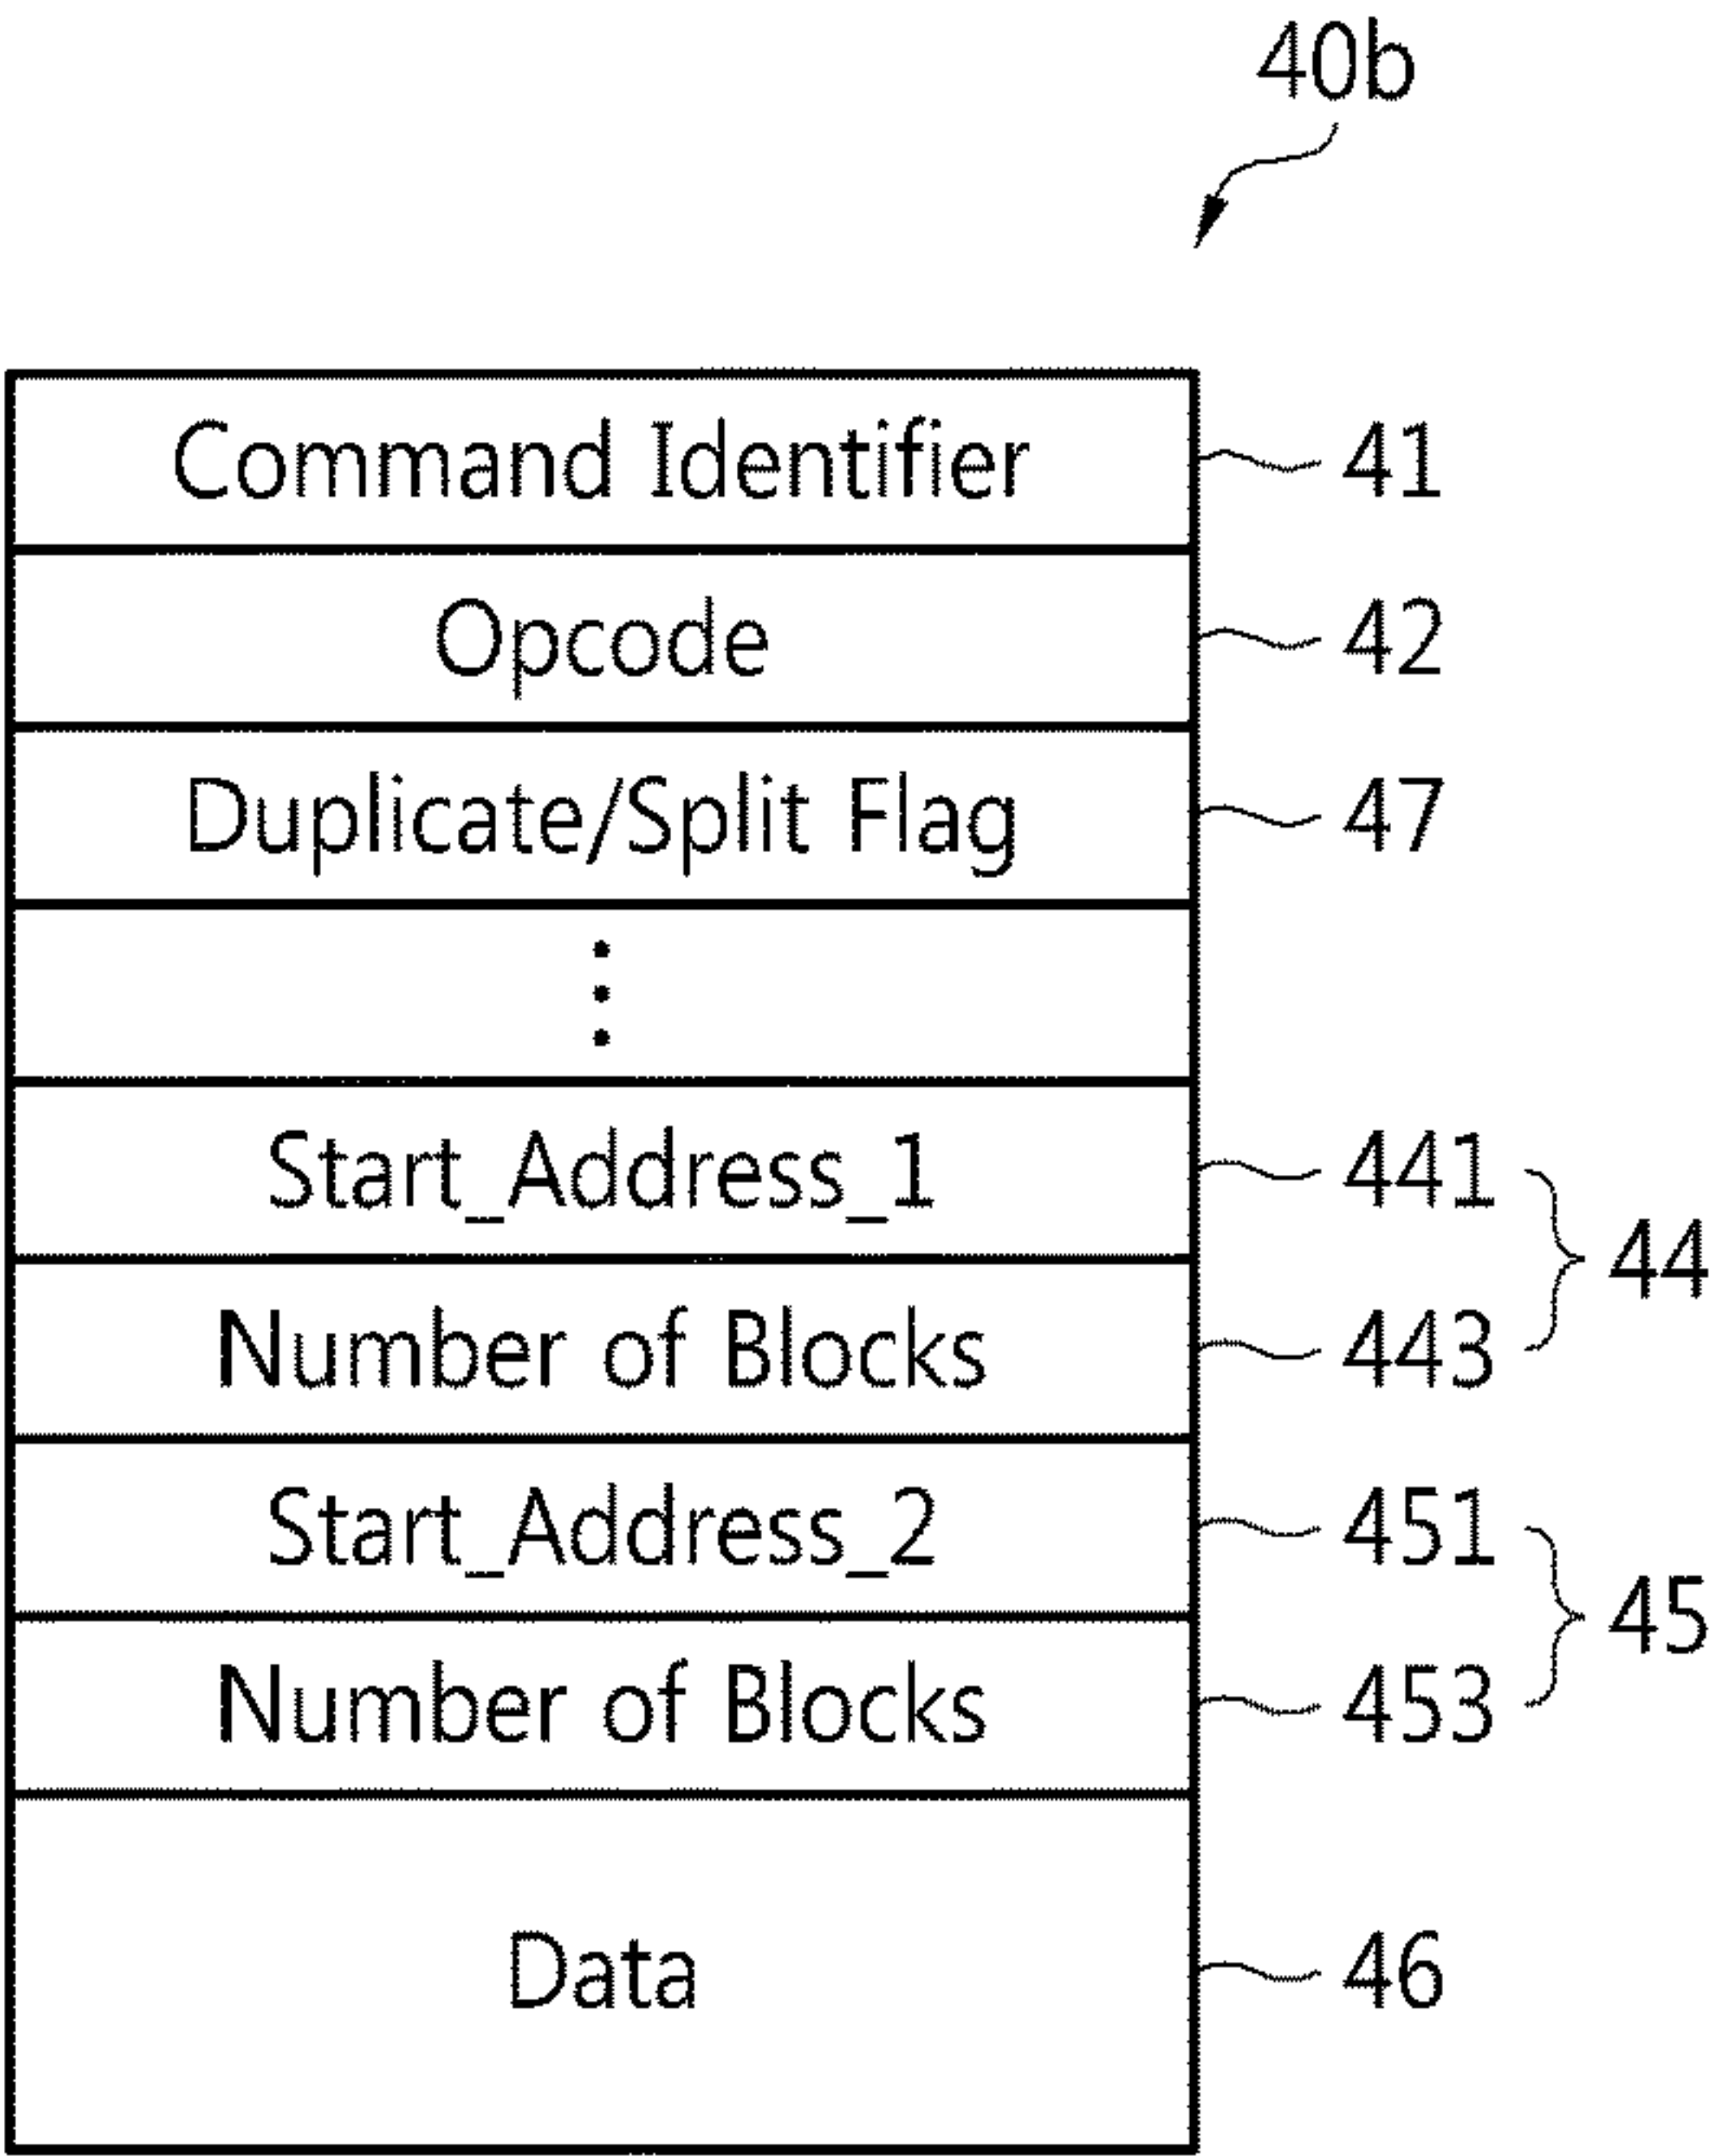 40b
Command Identifier 41
Opcode 42
Duplicate/Split Flag 47
Start_Address_1 441
44
Number of Blocks 443
Start_Address_2 451
45
Number of Blocks 453
Data 46